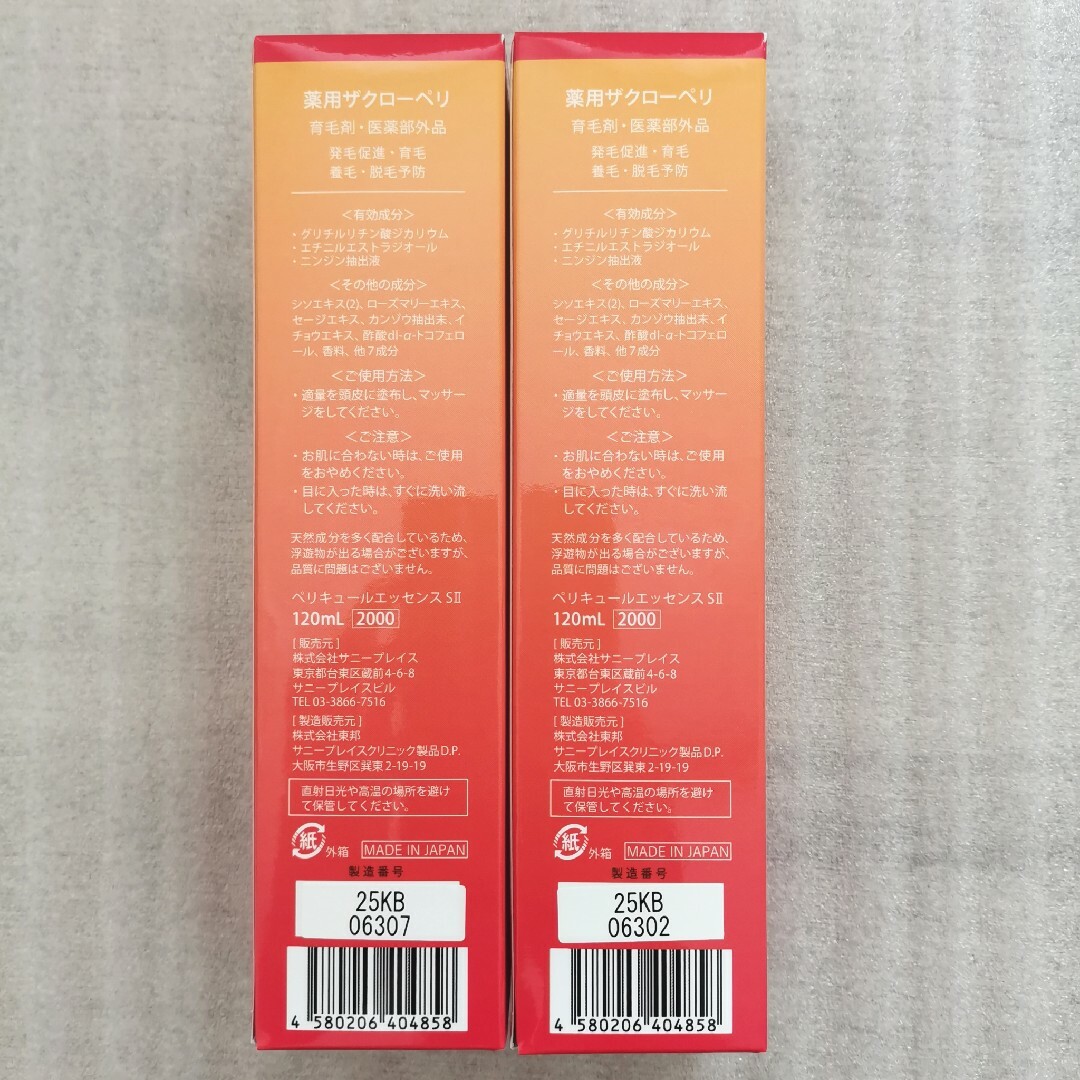 薬用ザクローペリ
育毛剤・医薬部外品
発毛促進・育毛
養毛・脱毛予防
＜有効成分＞
・グリチルリチン酸ジカリウム
・エチニルエストラジオール
・ニンジン抽出液
＜その他の成分＞
シソエキス(2)、ローズマリーエキス、
セージエキス、カンゾウ抽出末、イ
チョウエキス、酢酸dl-α-トコフェロ
ール、香料、他7成分
＜ご使用方法＞
・適量を頭皮に塗布し、マッサー
ジをしてください。
＜ご注意＞
・お肌に合わない時は、ご使用
をおやめください。
・目に入った時は、すぐに洗い流
してください。
天然成分を多く配合しているため、
浮遊物が出る場合がございますが、
品質に問題はございません。
ペリキュールエッセンス SⅡ
120mL 2000
[ 販売元 ]
株式会社サニープレイス
東京都台東区蔵前4-6-8
サニープレイスビル
TEL 03-3866-7516
[ 製造販売元 ]
株式会社東邦
サニープレイスクリニック製品D.P.
大阪市生野区巽東2-19-19
直射日光や高温の場所を避け
て保管してください。
紙 外箱 MADE IN JAPAN
製造番号
25KB
06307
4 580206 404858
薬用ザクローペリ
育毛剤・医薬部外品
発毛促進・育毛
養毛・脱毛予防
＜有効成分＞
・グリチルリチン酸ジカリウム
・エチニルエストラジオール
・ニンジン抽出液
＜その他の成分＞
シソエキス(2)、ローズマリーエキス、
セージエキス、カンゾウ抽出末、イ
チョウエキス、酢酸dl-α-トコフェロ
ール、香料、他7成分
＜ご使用方法＞
・適量を頭皮に塗布し、マッサー
ジをしてください。
＜ご注意＞
・お肌に合わない時は、ご使用
をおやめください。
・目に入った時は、すぐに洗い流
してください。
天然成分を多く配合しているため、
浮遊物が出る場合がございますが、
品質に問題はございません。
ペリキュールエッセンス SⅡ
120mL 2000
[ 販売元 ]
株式会社サニープレイス
東京都台東区蔵前4-6-8
サニープレイスビル
TEL 03-3866-7516
[ 製造販売元 ]
株式会社東邦
サニープレイスクリニック製品D.P.
大阪市生野区巽東2-19-19
直射日光や高温の場所を避け
て保管してください。
紙 外箱 MADE IN JAPAN
製造番号
25KB
06302
4 580206 404858